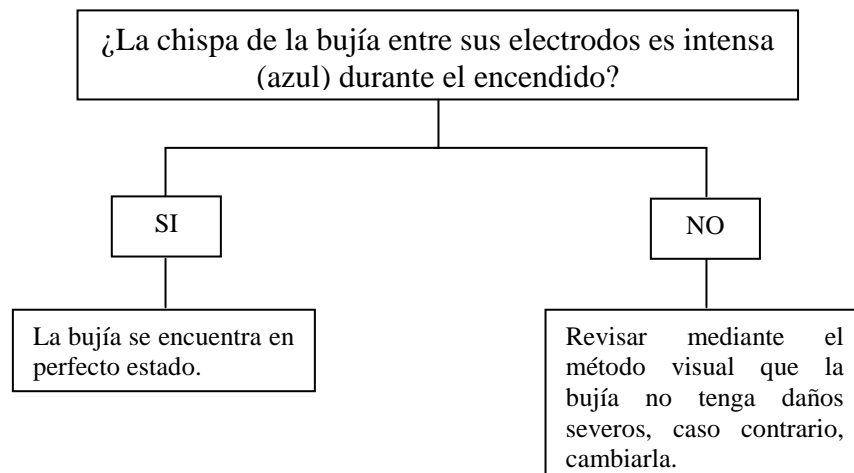 ¿La chispa de la bujía entre sus electrodos es intensa
(azul) durante el encendido?
SI
NO
La bujía se encuentra en
perfecto estado.
Revisar mediante el
método visual que la
bujía no tenga daños
severos, caso contrario,
cambiarla.